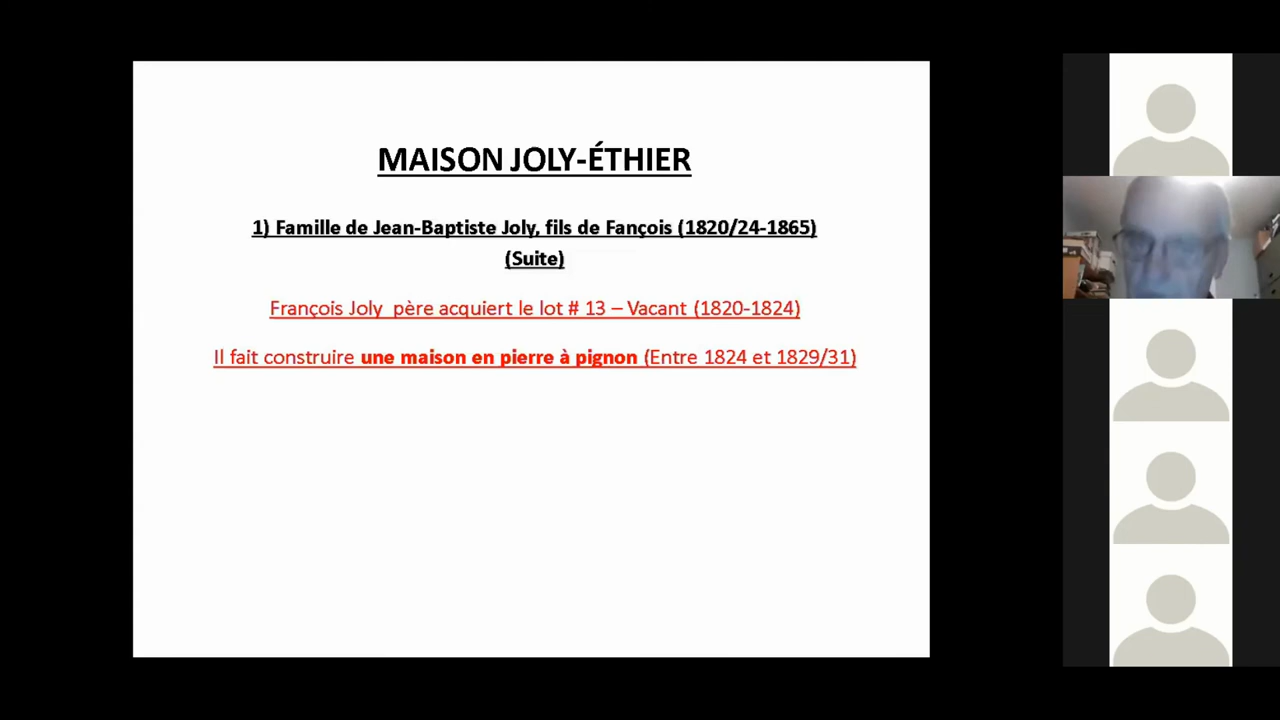 MAISON JOLY-ÉTHIER
1) Famille de Jean-Baptiste Joly, fils de Fançois (1820/24-1865)
(Suite)
François Joly  père acquiert le lot # 13 – Vacant (1820-1824)
Il fait construire une maison en pierre à pignon (Entre 1824 et 1829/31)